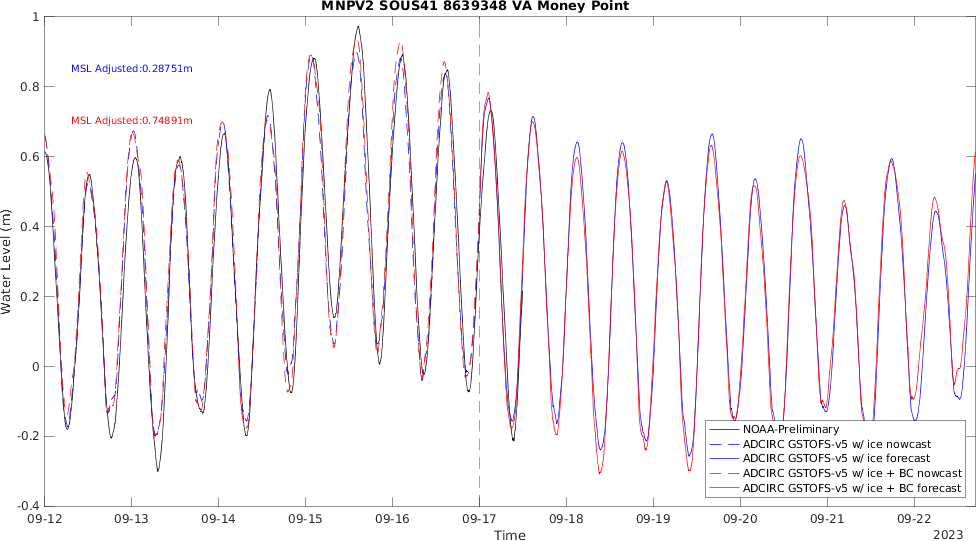 MNPV2 SOUS41 8639348 VA Money Point
MSL Adjusted:0.28751m
MSL Adjusted:0.74891m
Water Level (m)
1
0.8
0.6
0.4
0.2
0
-0.2
-0.4
NOAA-Preliminary
ADCIRC GSTOFS-v5 w/ ice nowcast
ADCIRC GSTOFS-v5 w/ ice forecast
ADCIRC GSTOFS-v5 w/ ice + BC nowcast
ADCIRC GSTOFS-v5 w/ ice + BC forecast
09-12 09-13 09-14 09-15 09-16 09-17 09-18 09-19 09-20 09-21 09-22
Time
2023